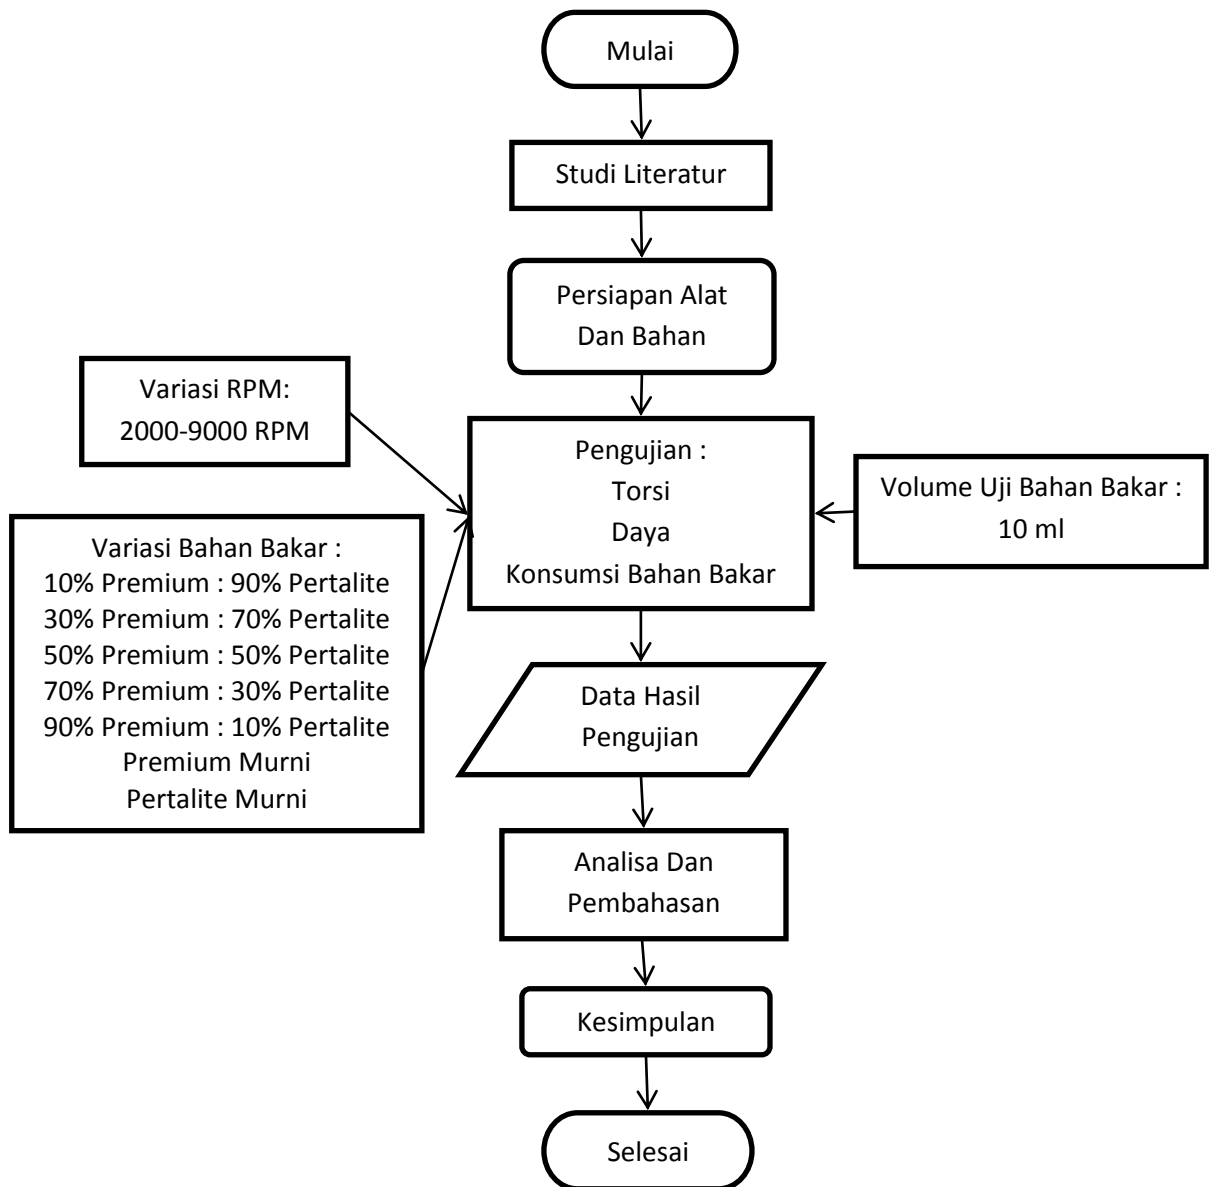 Mulai
Studi Literatur
Persiapan Alat
Dan Bahan
Variasi RPM:
2000-9000 RPM
Pengujian :
Torsi
Daya
Konsumsi Bahan Bakar
Volume Uji Bahan Bakar :
10 ml
Variasi Bahan Bakar :
10% Premium : 90% Pertalite
30% Premium : 70% Pertalite
50% Premium : 50% Pertalite
70% Premium : 30% Pertalite
90% Premium : 10% Pertalite
Premium Murni
Pertalite Murni
Data Hasil
Pengujian
Analisa Dan
Pembahasan
Kesimpulan
Selesai